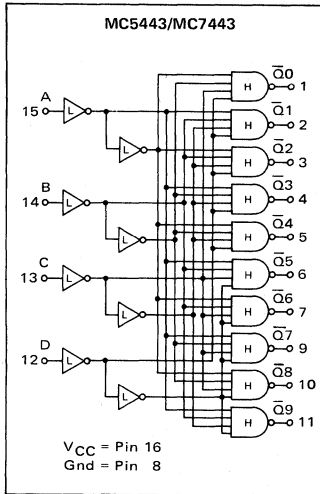 MC5443/MC7443
A
15 L
L
B
14 L
L
C
13 L
L
D
12 L
L
H Q̅0 1
H Q̅1 2
H Q̅2 3
H Q̅3 4
H Q̅4 5
H Q̅5 6
H Q̅6 7
H Q̅7 9
H Q̅8 10
H Q̅9 11
VCC = Pin 16
Gnd = Pin 8